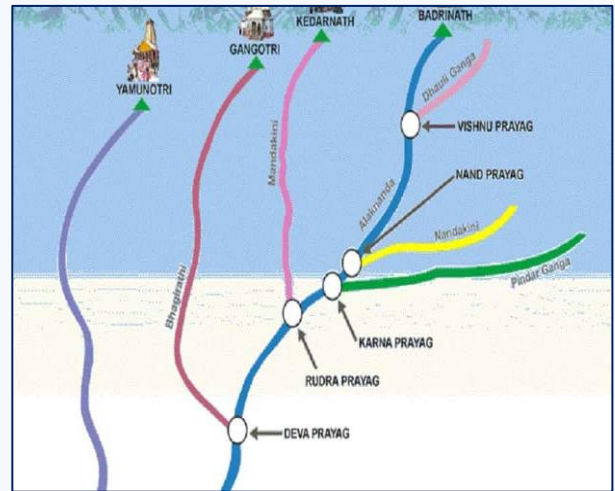 KEDARNATH
BADRINATH
GANGOTRI
YAMUNOTRI
Dhauli Ganga
VISHNU PRAYAG
Mandakini
Alaknanda
NAND PRAYAG
Nandakini
Pindar Ganga
Bhagirathi
KARNA PRAYAG
RUDRA PRAYAG
DEVA PRAYAG